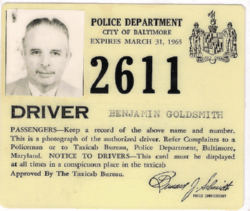 POLICE DEPARTMENT
CITY OF BALTIMORE
EXPIRES MARCH 31, 1965
2611
DRIVER
BENJAMIN GOLDSMITH
PASSENGERS—Keep a record of the above name and number.
This is a photograph of the authorized driver. Refer Complaints to a
Policeman or to Taxicab Bureau, Police Department, Baltimore,
Maryland. NOTICE TO DRIVERS—This card must be displayed
at all times in a conspicuous place in the taxicab
Approved By The Taxicab Bureau.
POLICE COMMISSIONER